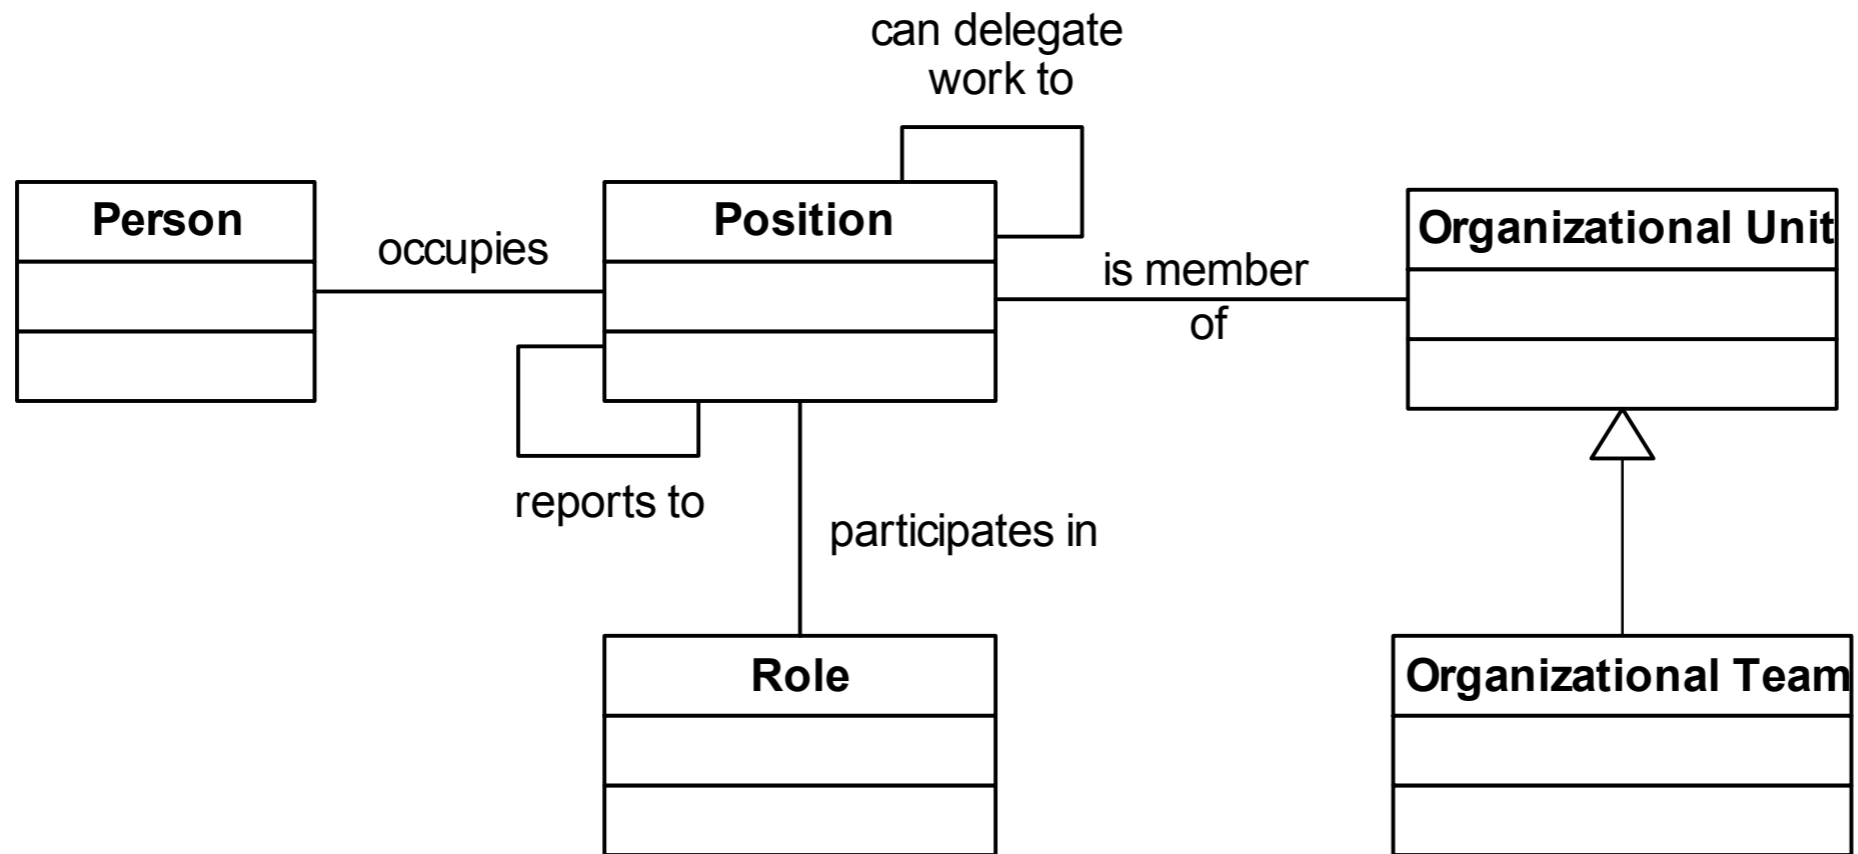 can delegate
work to
Person
Position
Organizational Unit
occupies
is member
of
reports to
participates in
Role
Organizational Team